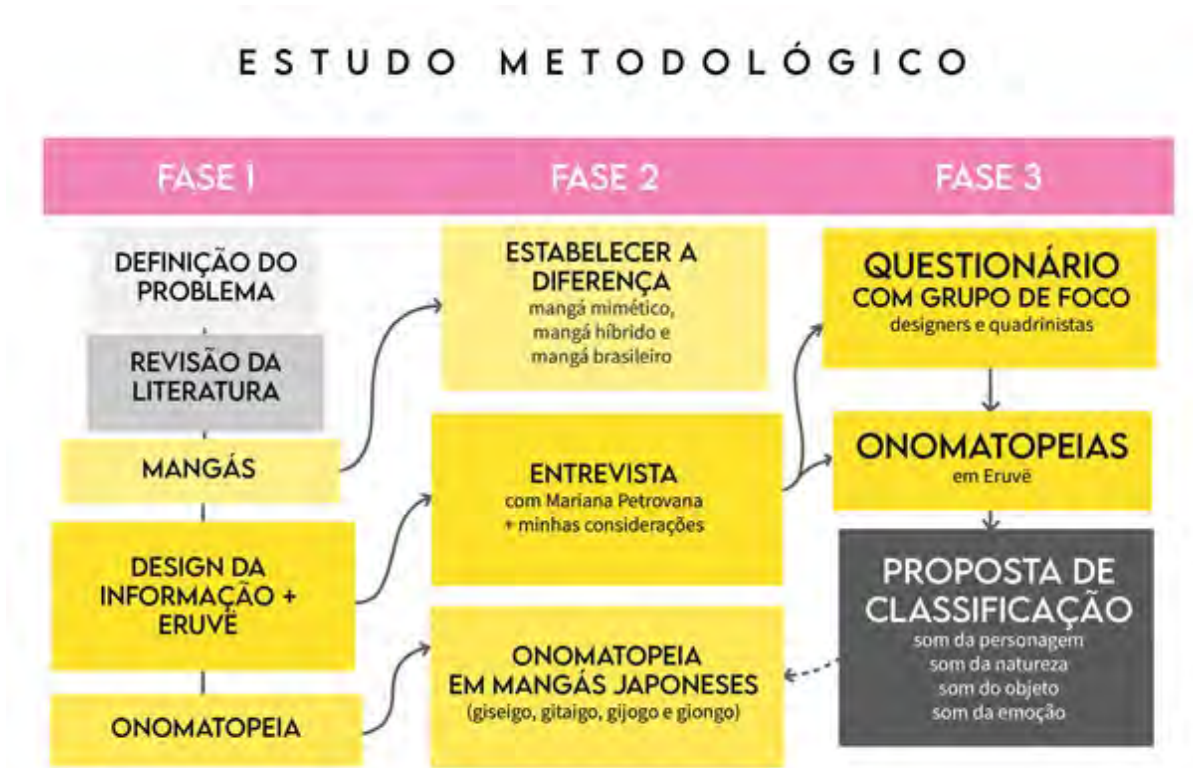 ESTUDO METODOLÓGICO
FASE 1
DEFINIÇÃO DO
PROBLEMA
REVISÃO DA
LITERATURA
MANGÁS
DESIGN DA
INFORMAÇÃO +
ERUVË
ONOMATOPEIA
FASE 2
ESTABELECER A
DIFERENÇA
mangá mimético,
mangá híbrido e
mangá brasileiro
ENTREVISTA
com Mariana Petrovana
+ minhas considerações
ONOMATOPEIA
EM MANGÁS JAPONESES
(giseigo, gitaigo, gijogo e giongo)
FASE 3
QUESTIONÁRIO
COM GRUPO DE FOCO
designers e quadrinistas
ONOMATOPEIAS
em Eruvë
PROPOSTA DE
CLASSIFICAÇÃO
som da personagem
som da natureza
som do objeto
som da emoção